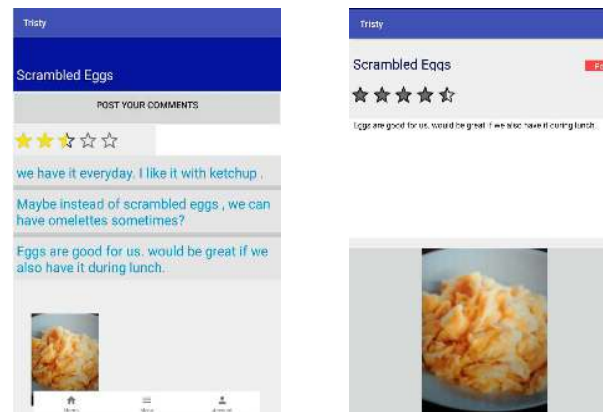 Tristy
Scrambled Eggs
POST YOUR COMMENTS
we have it everyday. I like it with ketchup .
Maybe instead of scrambled eggs , we can
have omelettes sometimes?
Eggs are good for us. would be great if we
also have it during lunch.
Tristy
Scrambled Eggs
Eggs are good for us. would be great if we also have it during lunch.